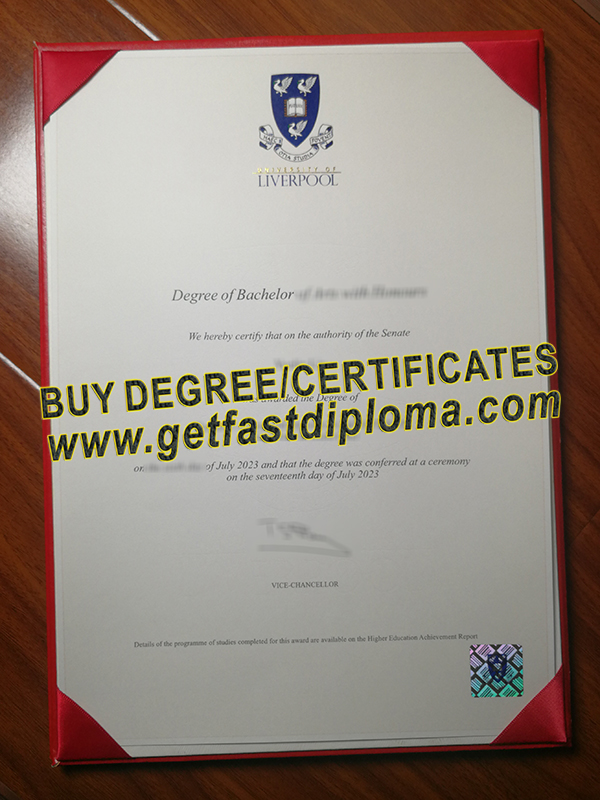 UNIVERSITY OF
LIVERPOOL
Degree of Bachelor
We hereby certify that on the authority of the Senate
awarded the Degree of
BUY DEGREE/CERTIFICATES
www.getfastdiploma.com
of July 2023 and that the degree was conferred at a ceremony
on the seventeenth day of July 2023
VICE-CHANCELLOR
Details of the programme of studies completed for this award are available on the Higher Education Achievement Report